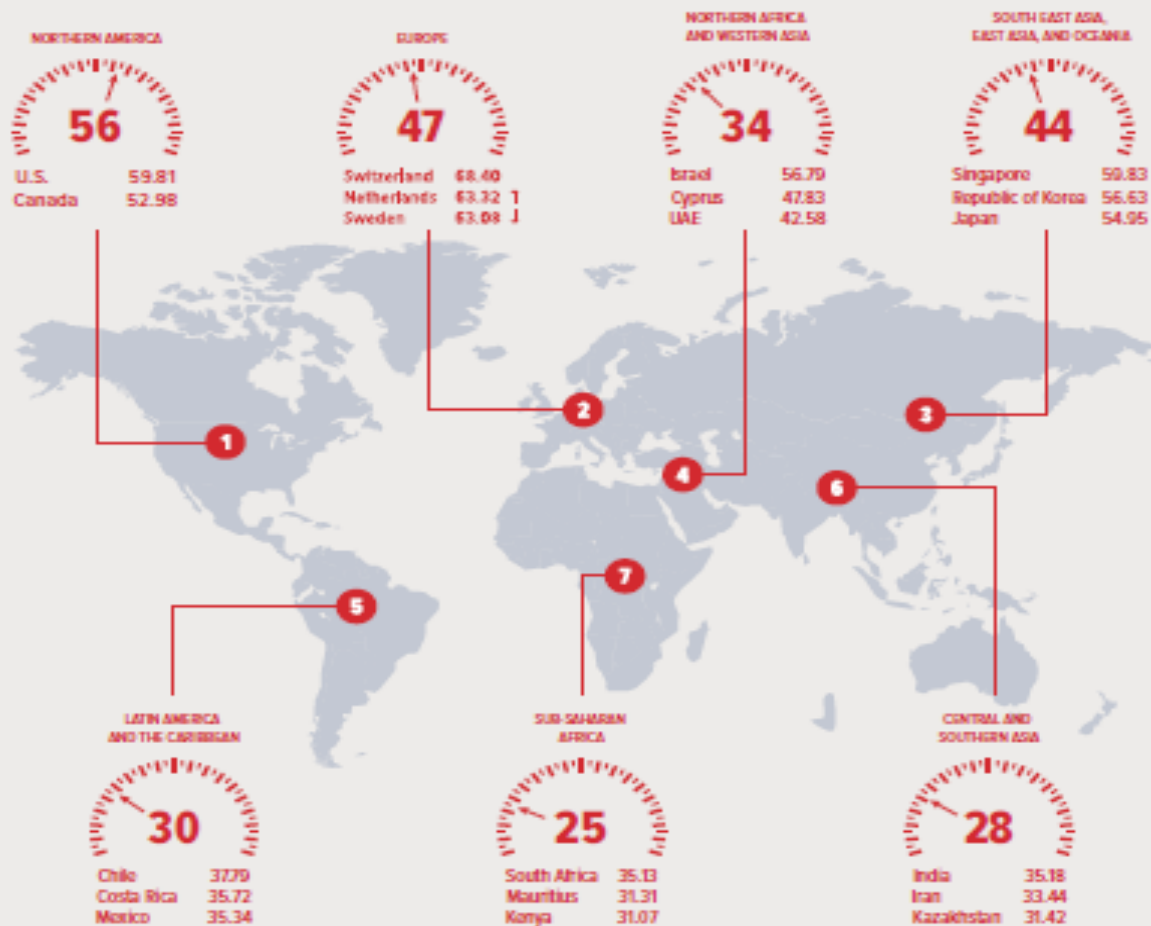 NORTHERN AMERICA
56
U.S. 59.81
Canada 52.98
EUROPE
47
Switzerland 68.40
Netherlands 63.32
Sweden 63.08
NORTHERN AFRICA
AND WESTERN ASIA
34
Israel 56.79
Cyprus 47.83
UAE 42.58
SOUTH EAST ASIA,
EAST ASIA, AND OCEANIA
44
Singapore 59.83
Republic of Korea 56.63
Japan 54.95
1
2
3
4
5
6
7
LATIN AMERICA
AND THE CARIBBEAN
30
Chile 37.79
Costa Rica 35.72
Mexico 35.34
SUB-SAHARAN
AFRICA
25
South Africa 35.13
Mauritius 31.31
Kenya 31.07
CENTRAL AND
SOUTHERN ASIA
28
India 35.18
Iran 33.44
Kazakhstan 31.42